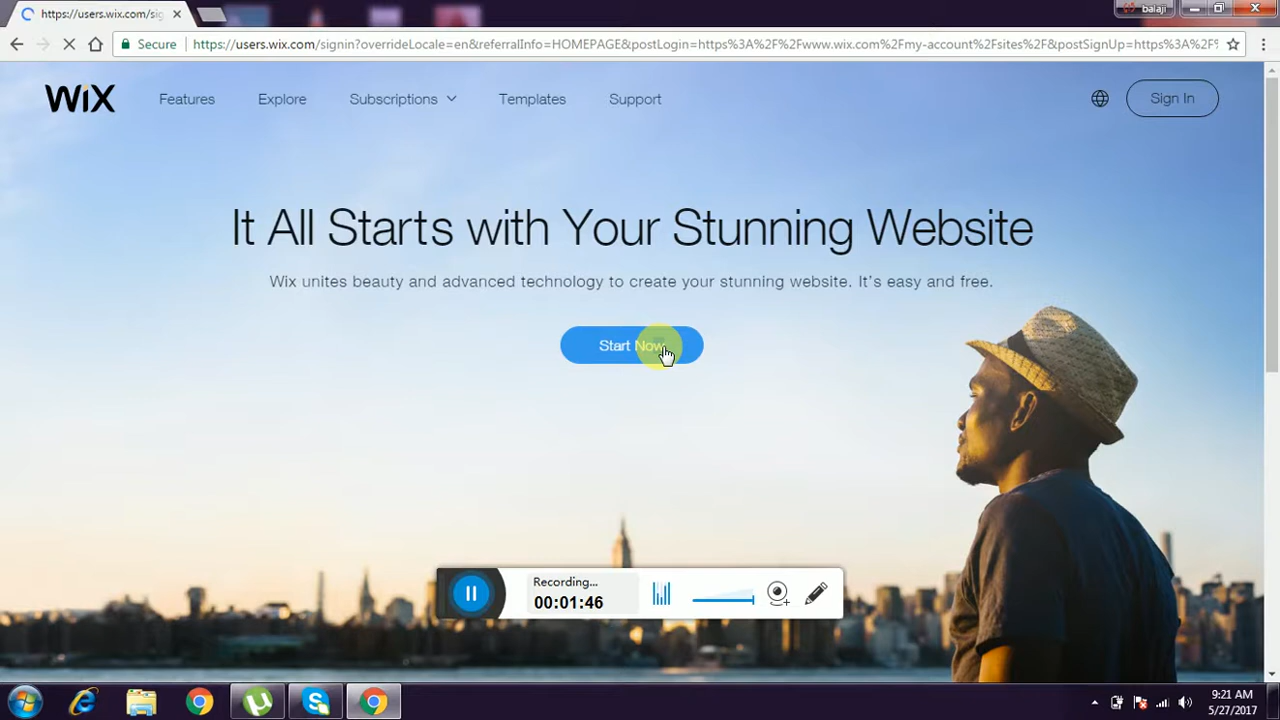 https://users.wix.com/sig
balaji
Secure
https://users.wix.com/signin?overrideLocale=en&referralInfo=HOMEPAGE&postLogin=https%3A%2F%2Fwww.wix.com%2Fmy-account%2Fsites%2F&postSignUp=https%3A%2F%
WiX
Features
Explore
Subscriptions
Templates
Support
Sign In
It All Starts with Your Stunning Website
Wix unites beauty and advanced technology to create your stunning website. It's easy and free.
Start Now
Recording...
00:01:46
9:21 AM
5/27/2017